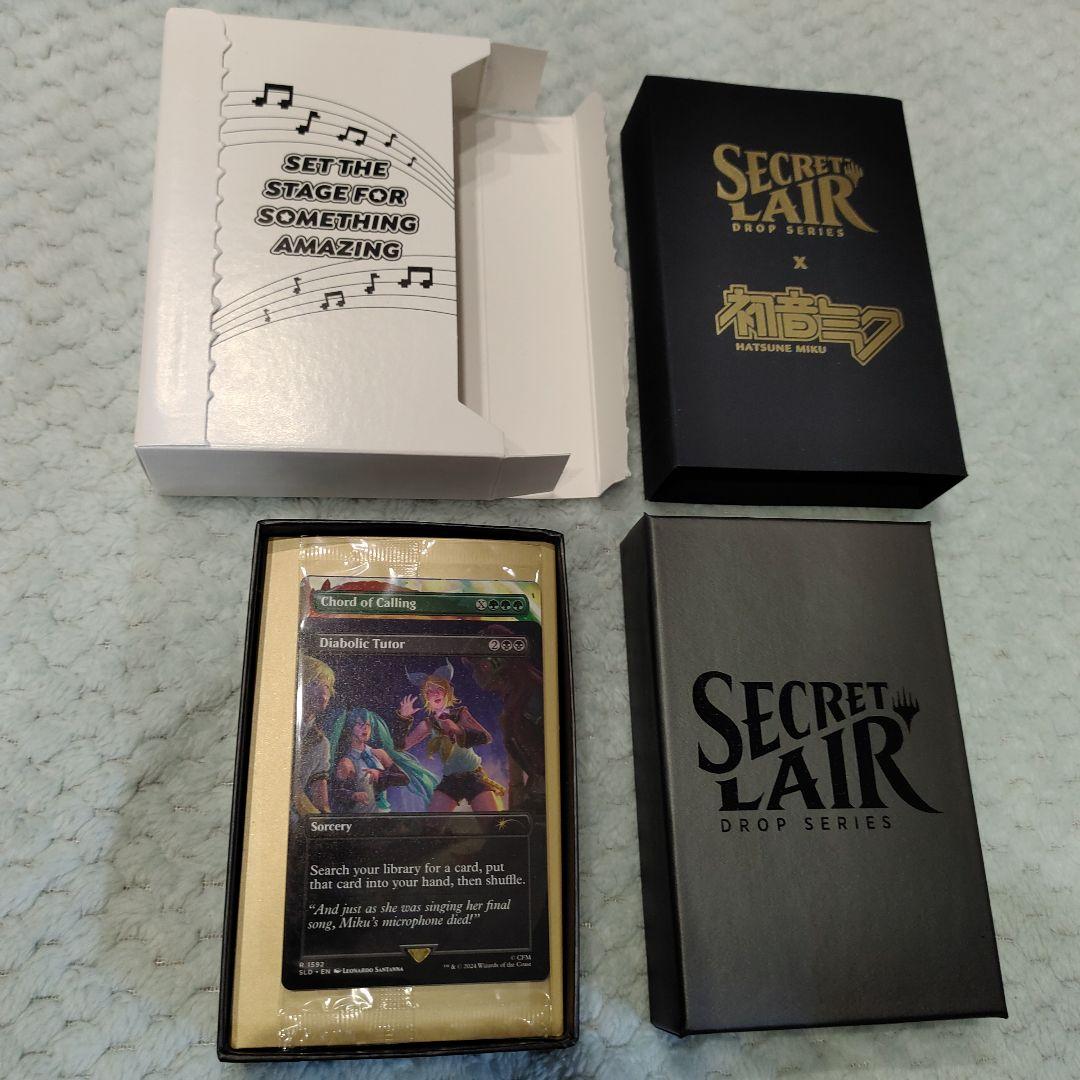 SET THE
STAGE FOR
SOMETHING
AMAZING
SECRET
LAIR
DROP SERIES
X
初音ミク
HATSUNE MIKU
Chord of Calling
X
Diabolic Tutor
2
Sorcery
Search your library for a card, put
that card into your hand, then shuffle.
“And just as she was singing her final
song, Miku’s microphone died!”
R 1592
SLD • EN LEONARDO SANTANNA
© CFM
™ & © 2024 Wizards of the Coast
SECRET
LAIR
DROP SERIES